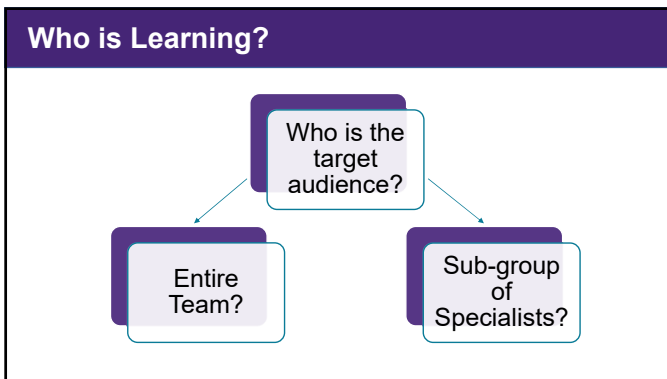 Who is Learning?
Who is the
target
audience?
Entire
Team?
Sub-group
of
Specialists?